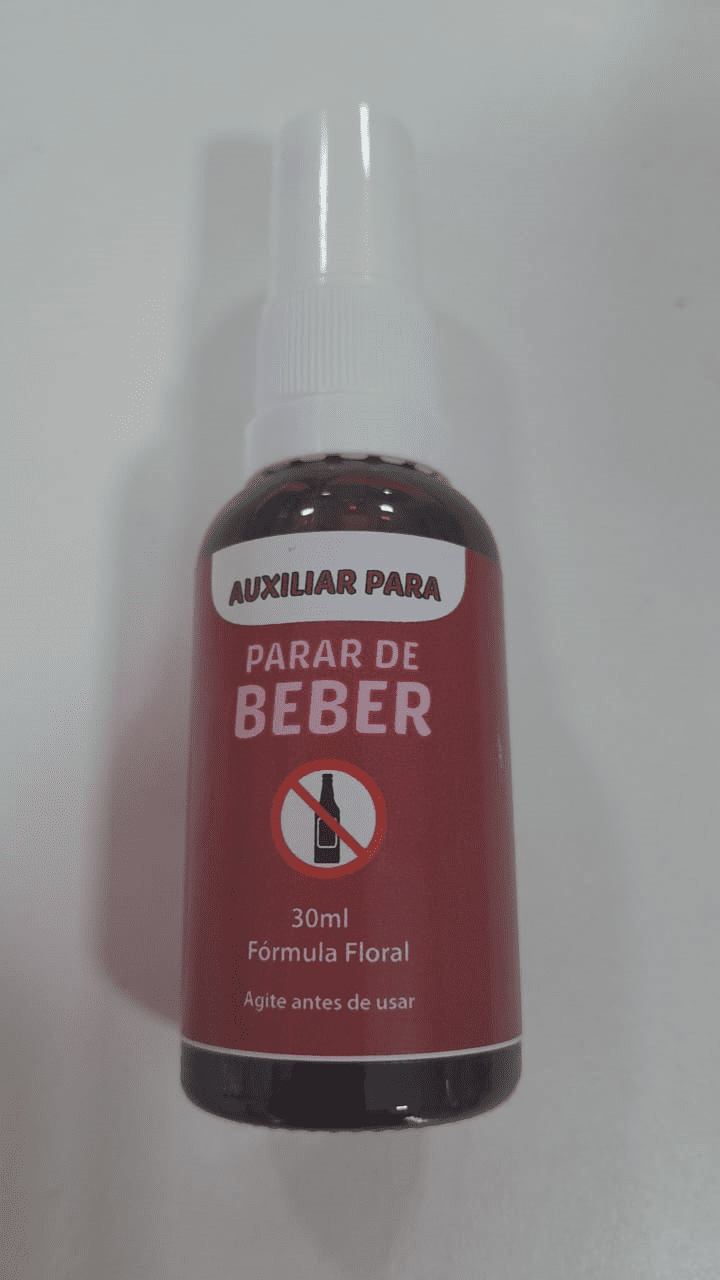 AUXILIAR PARA
PARAR DE
BEBER
30ml
Fórmula Floral
Agite antes de usar